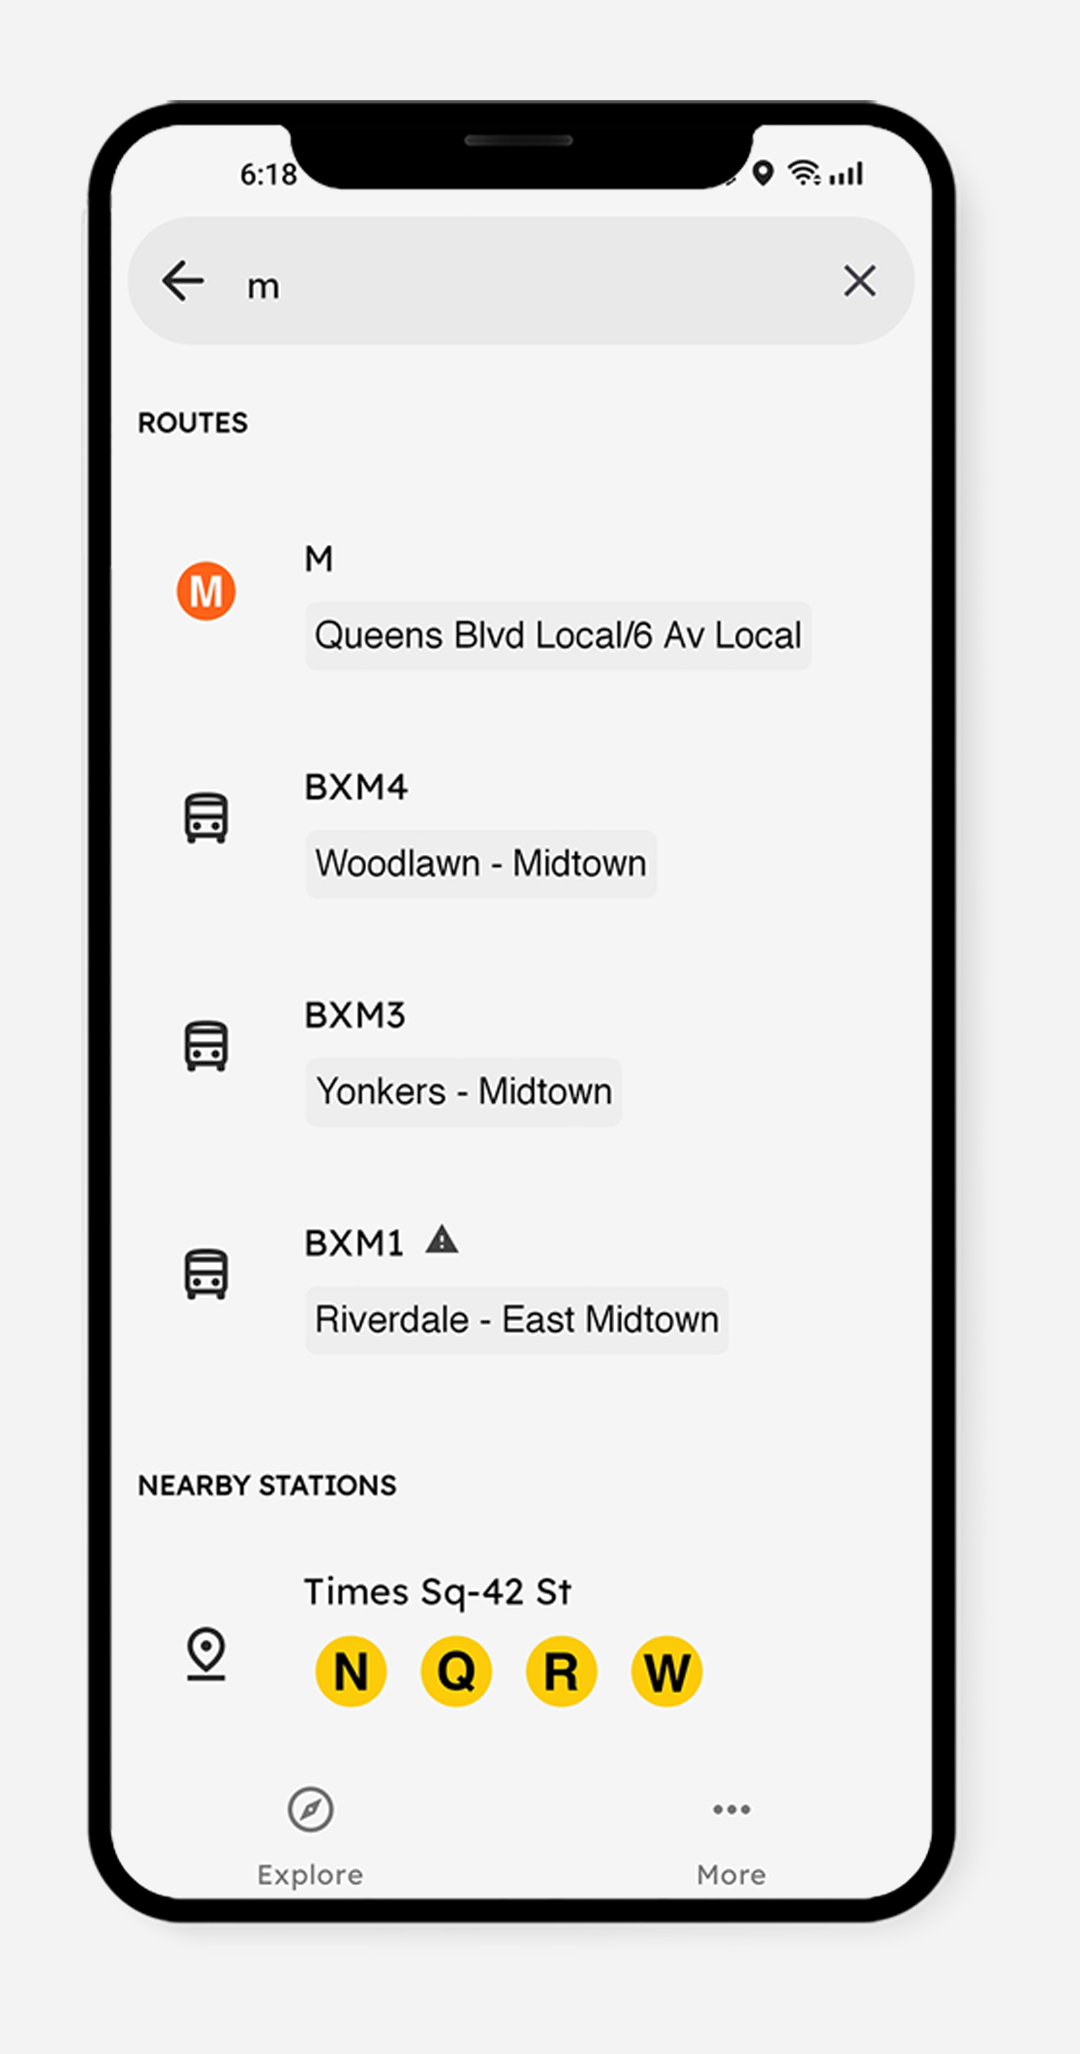 6:18
m
ROUTES
M
M
Queens Blvd Local/6 Av Local
BXM4
Woodlawn - Midtown
BXM3
Yonkers - Midtown
BXM1
Riverdale - East Midtown
NEARBY STATIONS
Times Sq-42 St
N Q R W
Explore More